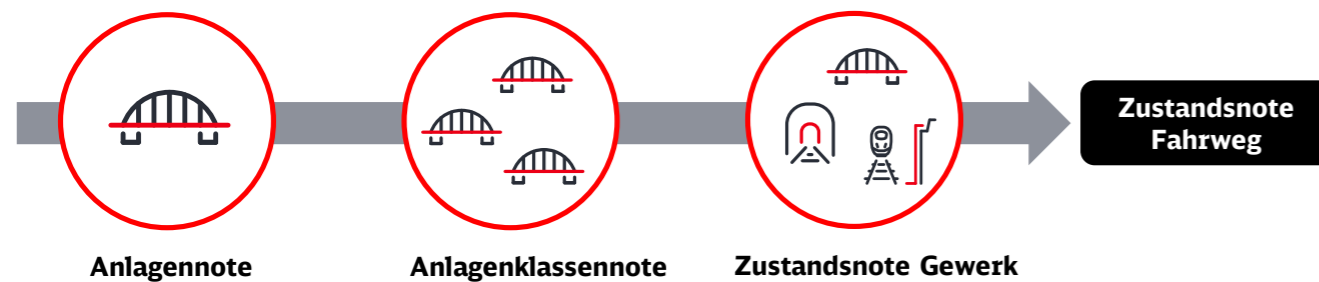 Zustandsnote
Fahrweg
Anlagennote
Anlagenklassennote
Zustandsnote Gewerk